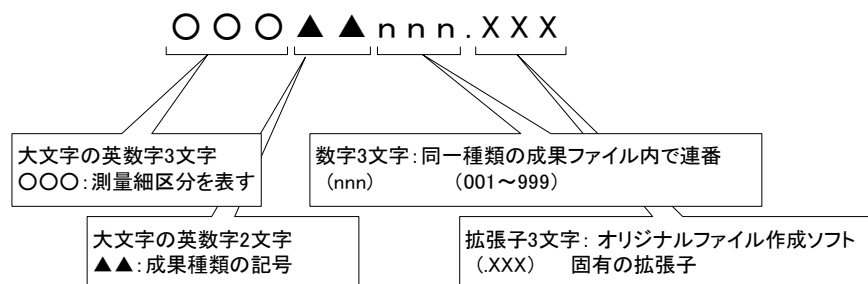 ○○○▲▲nnn.XXX
大文字の英数字3文字
○○○:測量細区分を表す
数字3文字:同一種類の成果ファイル内で連番
(nnn) (001～999)
大文字の英数字2文字
▲▲:成果種類の記号
拡張子3文字: オリジナルファイル作成ソフト
(.XXX) 固有の拡張子